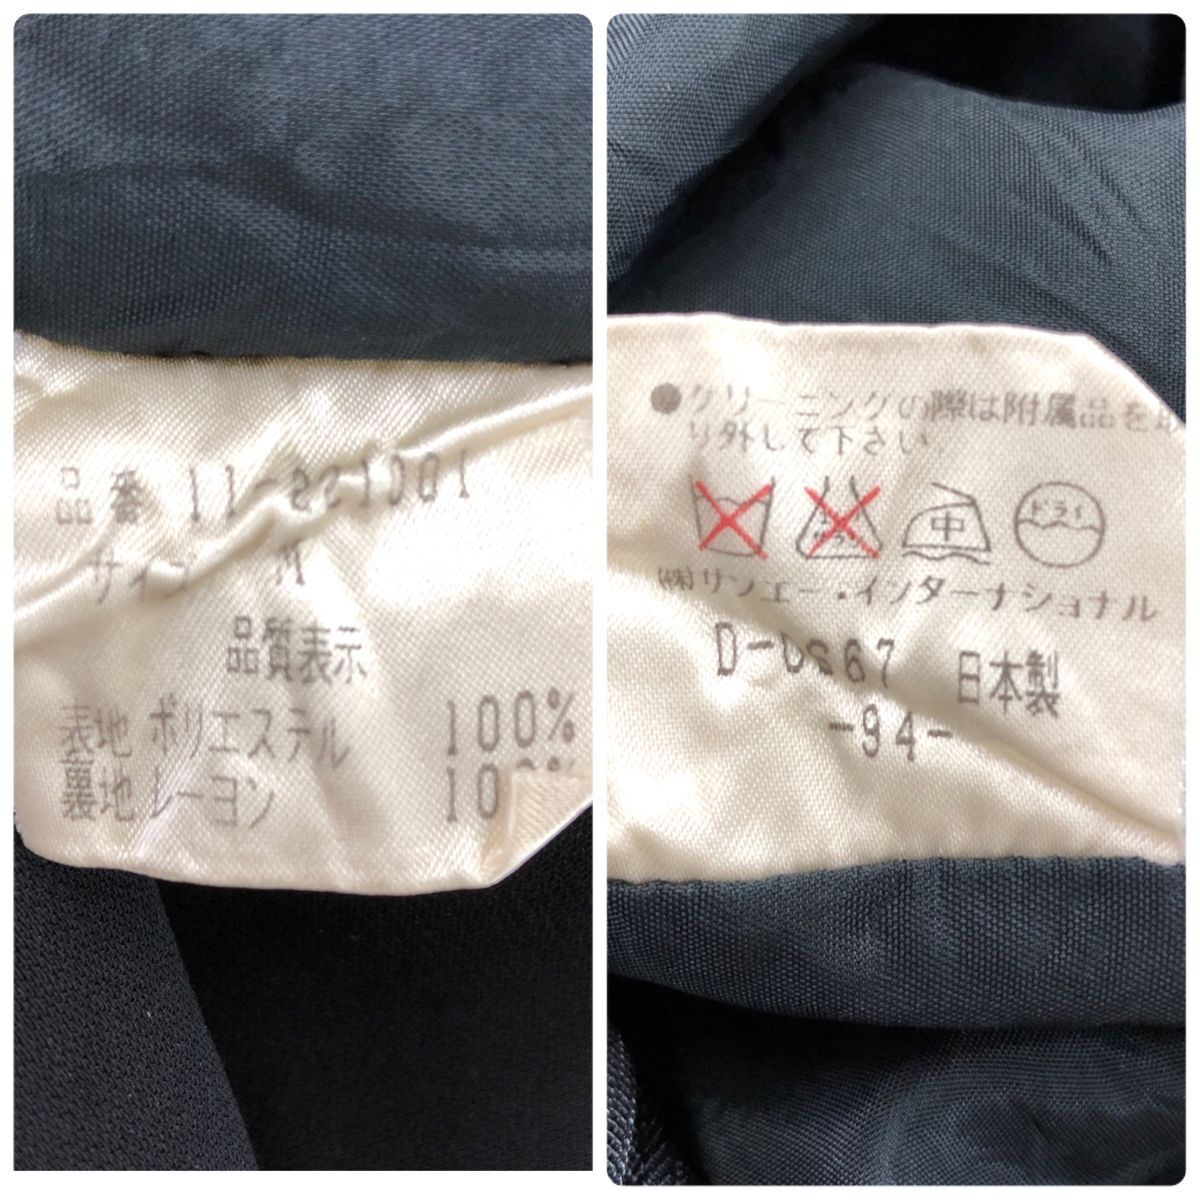 品番 11-
サイズ M
品質表示
表地 ポリエステル 100%
裏地 レーヨン 10
●クリーニングの際は附属品を取
り外して下さい。
中 ドライ
(株)サンエー・インターナショナル
日本製
-94-